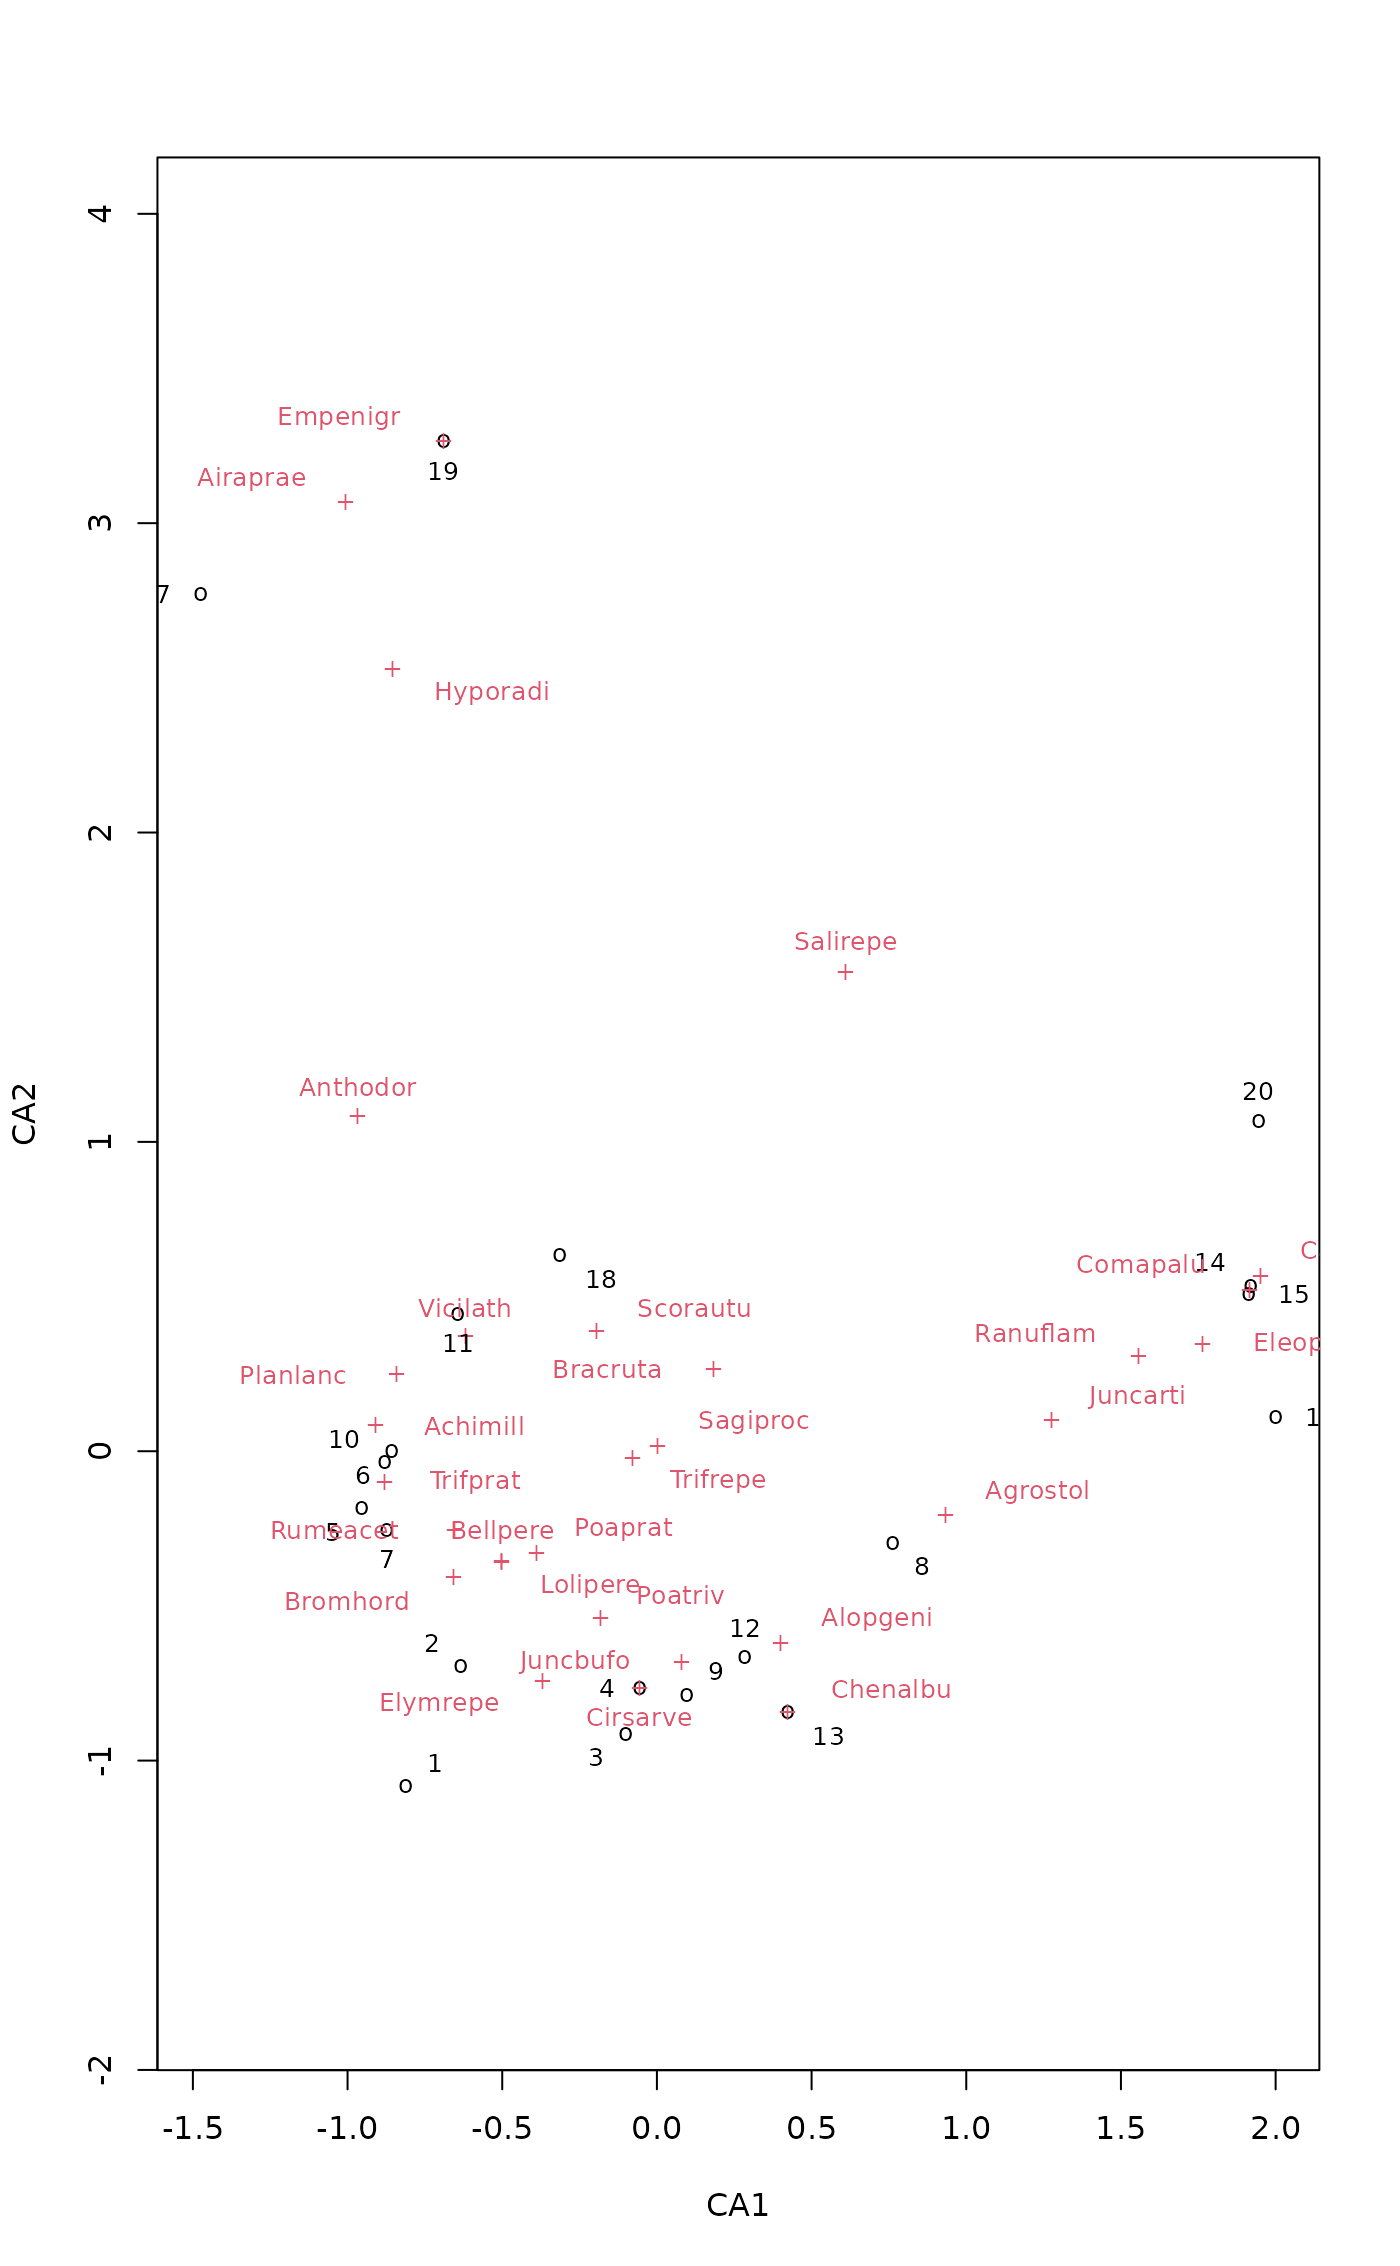 4
Empenigr
19
Airaprae
3
7
Hyporadi
2
Salirepe
Anthodor
20
CA2
1
C
14
Comapalu
18
15
Vicilath
Scorautu
Ranuflam
11
Eleop
Bracruta
Planlanc
Juncarti
1
Sagiproc
Achimill
10
0
6
Trifprat
Trifrepe
Agrostol
Rumeacet
5
Bellpere
Poaprat
7
8
Lolipere
Poatriv
Bromhord
Alopgeni
12
2
Juncbufo
9
4
Chenalbu
Elymrepe
Cirsarve
13
3
1
-1
-2
-1.5 -1.0 -0.5 0.0 0.5 1.0 1.5 2.0
CA1